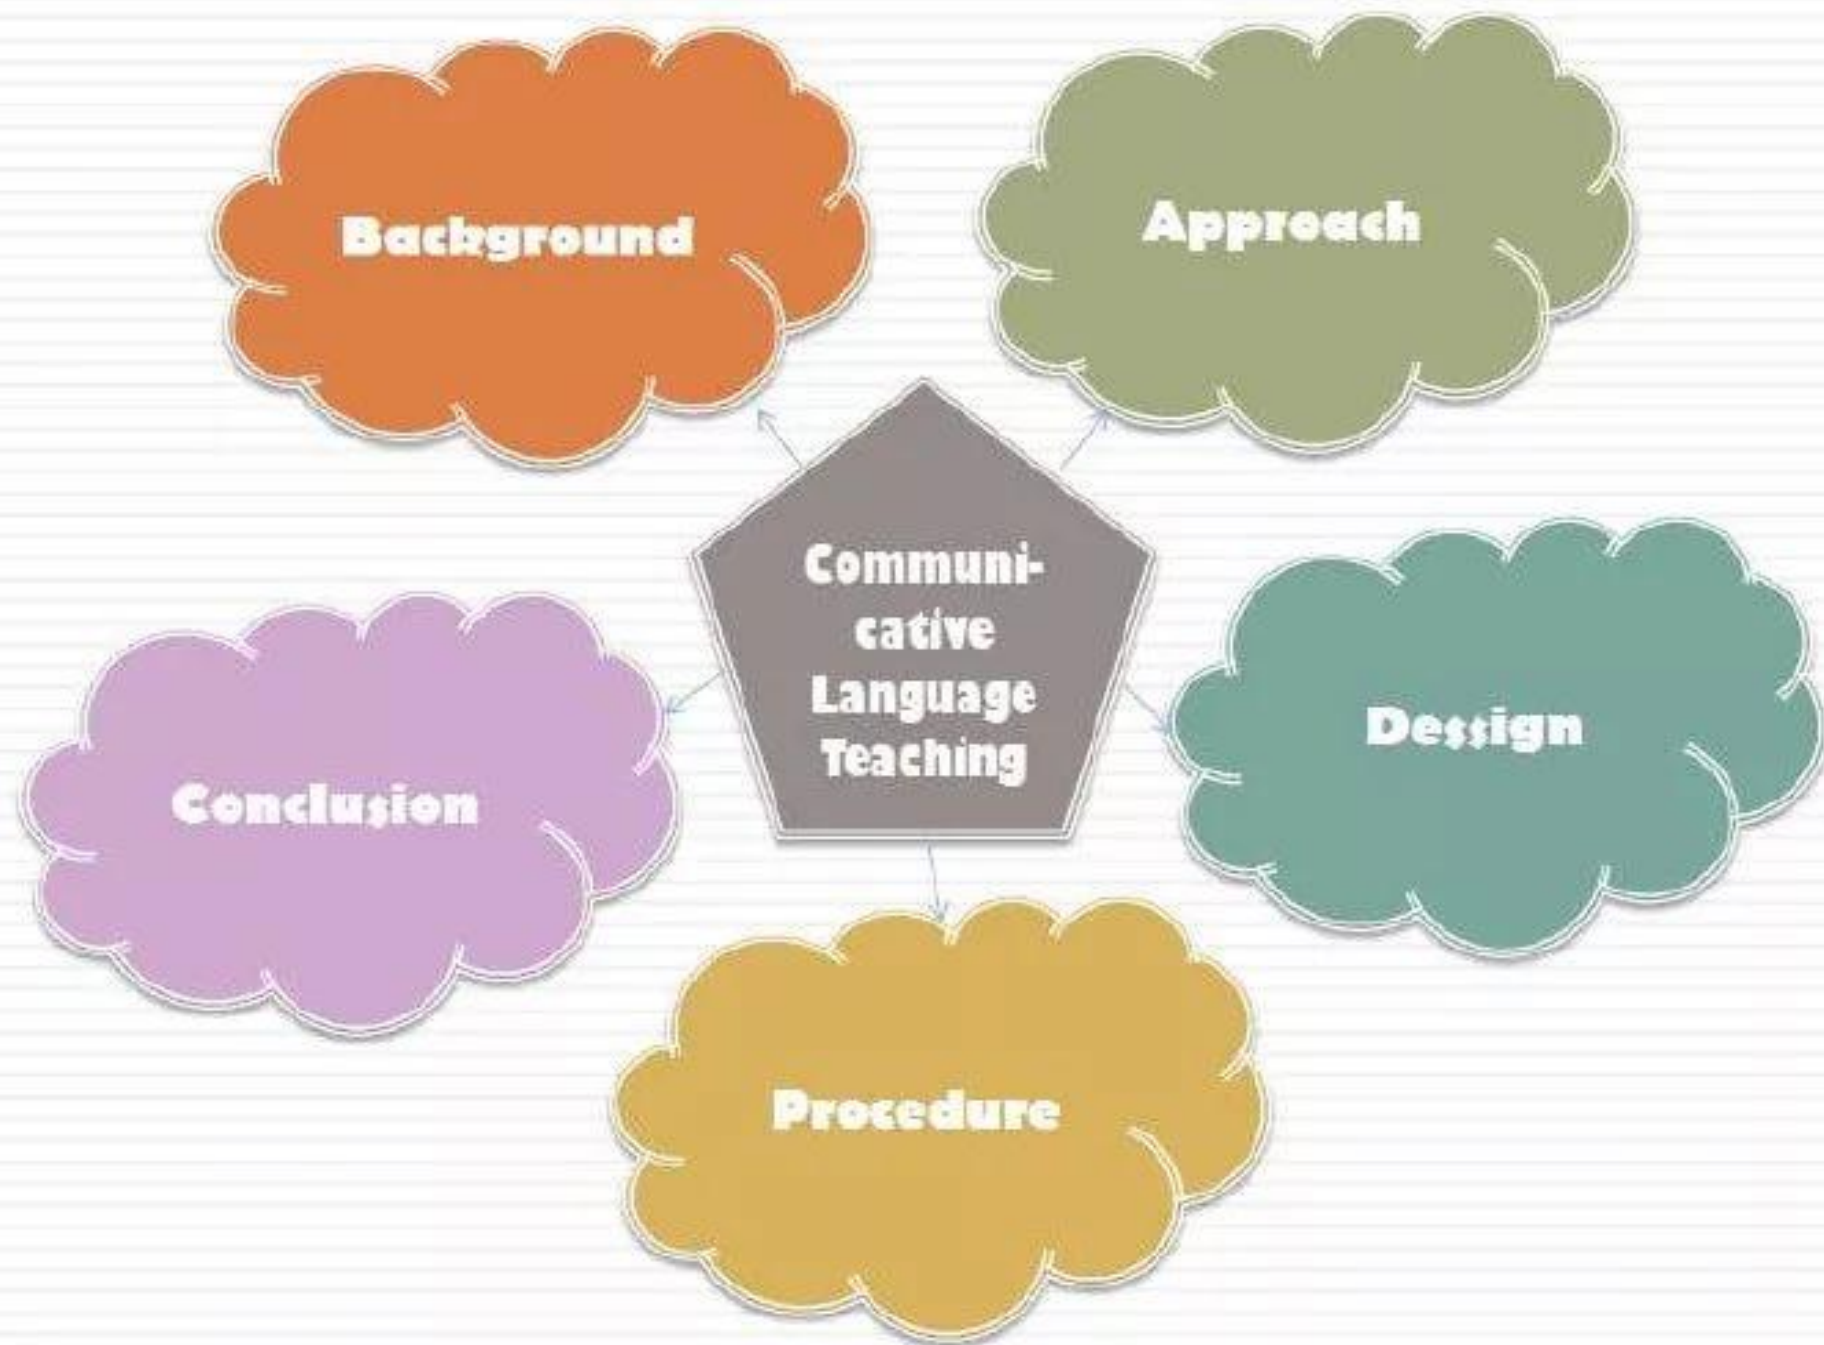 Background
Approach
Communi-
cative
Language
Teaching
Dessign
Conclusion
Procedure